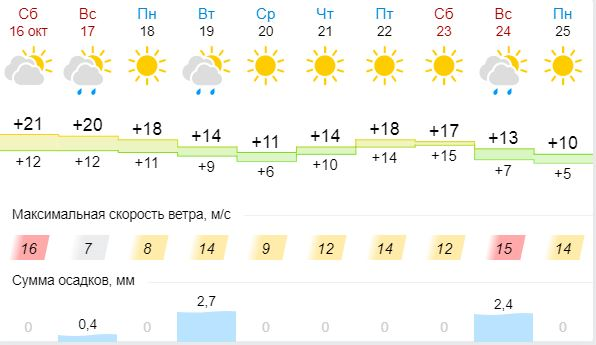 Сб Вс Пн Вт Ср Чт Пт Сб Вс Пн
16 окт 17 18 19 20 21 22 23 24 25
+21 +20 +18 +14 +11 +14 +18 +17 +13 +10
+12 +12 +11 +9 +6 +10 +14 +15 +7 +5
Максимальная скорость ветра, м/с
16 7 8 14 9 12 14 12 15 14
Сумма осадков, мм
0 0,4 0 2,7 0 0 0 0 2,4 0